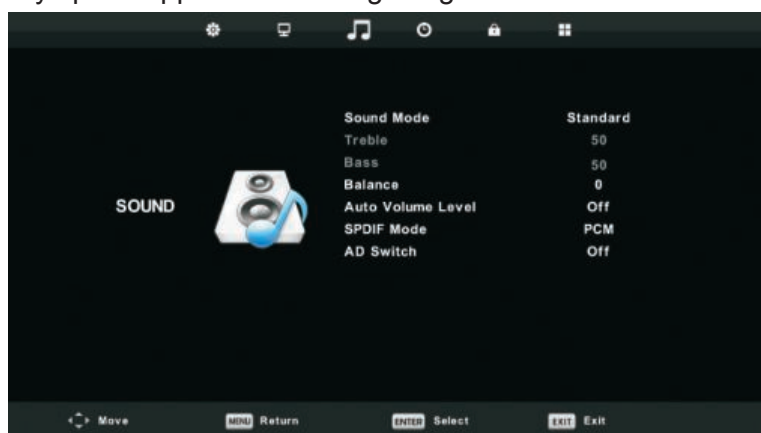 Sound Mode Standard
Treble 50
Bass 50
Balance 0
SOUND
Auto Volume Level Off
SPDIF Mode PCM
AD Switch Off
Move MENU Return ENTER Select EXIT Exit